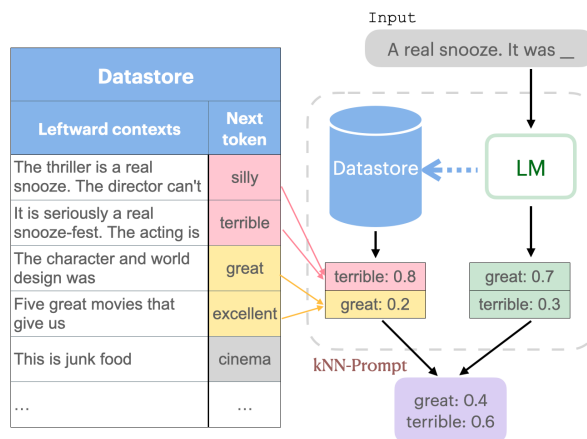 Input
A real snooze. It was __
Datastore
Leftward contexts
Next
token
The thriller is a real
snooze. The director can't
silly
It is seriously a real
snooze-fest. The acting is
terrible
The character and world
design was
great
Five great movies that
give us
excellent
This is junk food
cinema
...
...
Datastore
LM
terrible: 0.8
great: 0.2
great: 0.7
terrible: 0.3
kNN-Prompt
great: 0.4
terrible: 0.6